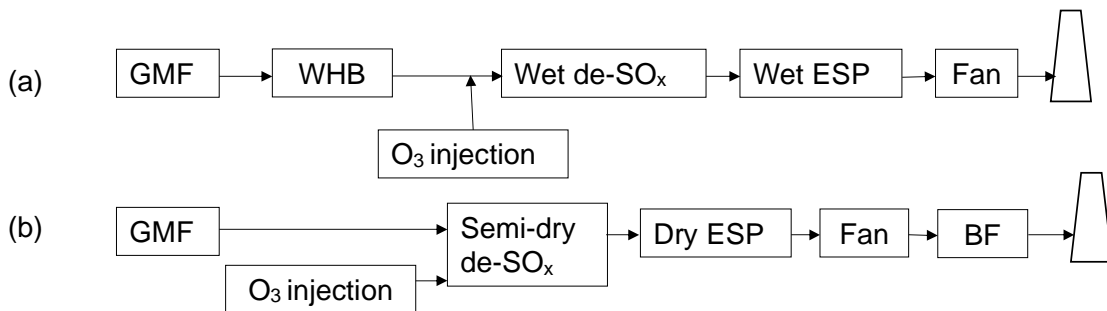 (a)
GMF
WHB
Wet de-SOₓ
Wet ESP
Fan
O₃ injection
(b)
GMF
Semi-dry
de-SOₓ
Dry ESP
Fan
BF
O₃ injection